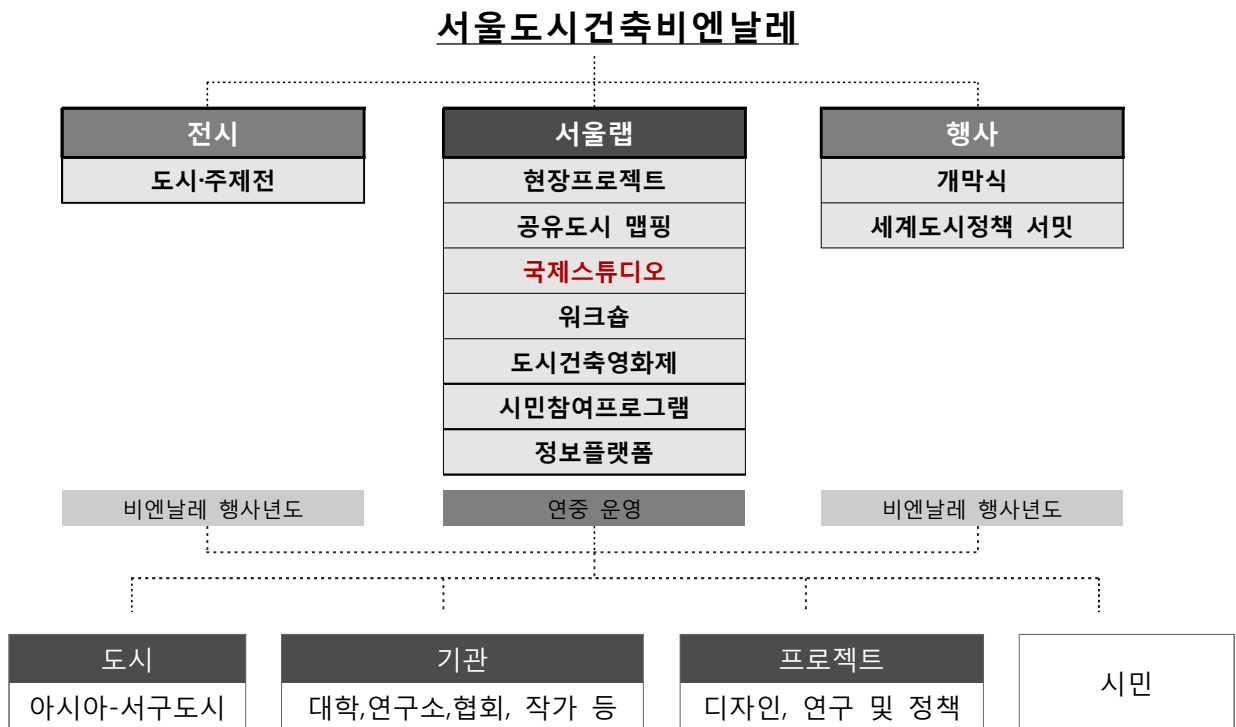 서울도시건축비엔날레
전시
도시·주제전
서울랩
현장프로젝트
공유도시 맵핑
국제스튜디오
워크숍
도시건축영화제
시민참여프로그램
정보플랫폼
행사
개막식
세계도시정책 서밋
비엔날레 행사년도
연중 운영
비엔날레 행사년도
도시
아시아-서구도시
기관
대학,연구소,협회, 작가 등
프로젝트
디자인, 연구 및 정책
시민